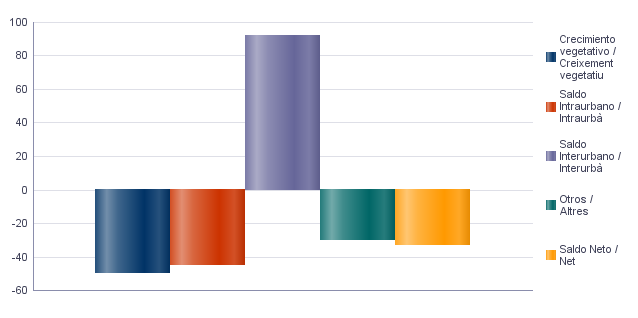 100
80
60
40
20
0
-20
-40
-60
Crecimiento
vegetativo /
Creixement
vegetatiu
Saldo
Intraurbano /
Intraurbà
Saldo
Interurbano /
Interurbà
Otros /
Altres
Saldo Neto /
Net